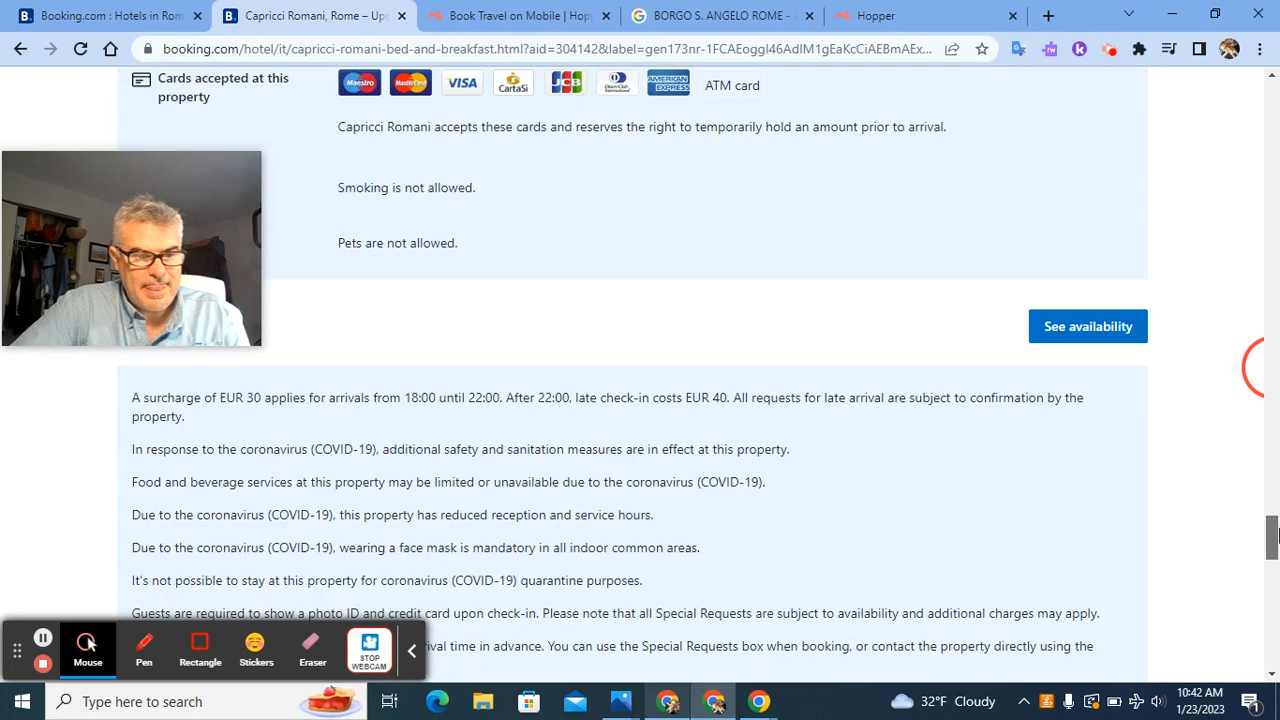 Booking.com : Hotels in Rom
Capricci Romani, Rome – Up
Book Travel on Mobile | Hopp
BORGO S. ANGELO ROME -
Hopper
booking.com/hotel/it/capricci-romani-bed-and-breakfast.html?aid=304142&label=gen173nr-1FCAEoggI46AdIM1gEaKcCiAEBmAEx...
Cards accepted at this
property
Maestro MasterCard VISA CartaSi JCB Diners Club International AMERICAN EXPRESS ATM card
Capricci Romani accepts these cards and reserves the right to temporarily hold an amount prior to arrival.
Smoking is not allowed.
Pets are not allowed.
See availability
A surcharge of EUR 30 applies for arrivals from 18:00 until 22:00. After 22:00, late check-in costs EUR 40. All requests for late arrival are subject to confirmation by the
property.
In response to the coronavirus (COVID-19), additional safety and sanitation measures are in effect at this property.
Food and beverage services at this property may be limited or unavailable due to the coronavirus (COVID-19).
Due to the coronavirus (COVID-19), this property has reduced reception and service hours.
Due to the coronavirus (COVID-19), wearing a face mask is mandatory in all indoor common areas.
It's not possible to stay at this property for coronavirus (COVID-19) quarantine purposes.
Guests are required to show a photo ID and credit card upon check-in. Please note that all Special Requests are subject to availability and additional charges may apply.
time in advance. You can use the Special Requests box when booking, or contact the property directly using the
Mouse
Pen
Rectangle
Stickers
Eraser
STOP
WEBCAM
Type here to search
32°F Cloudy
10:42 AM
1/23/2023
1